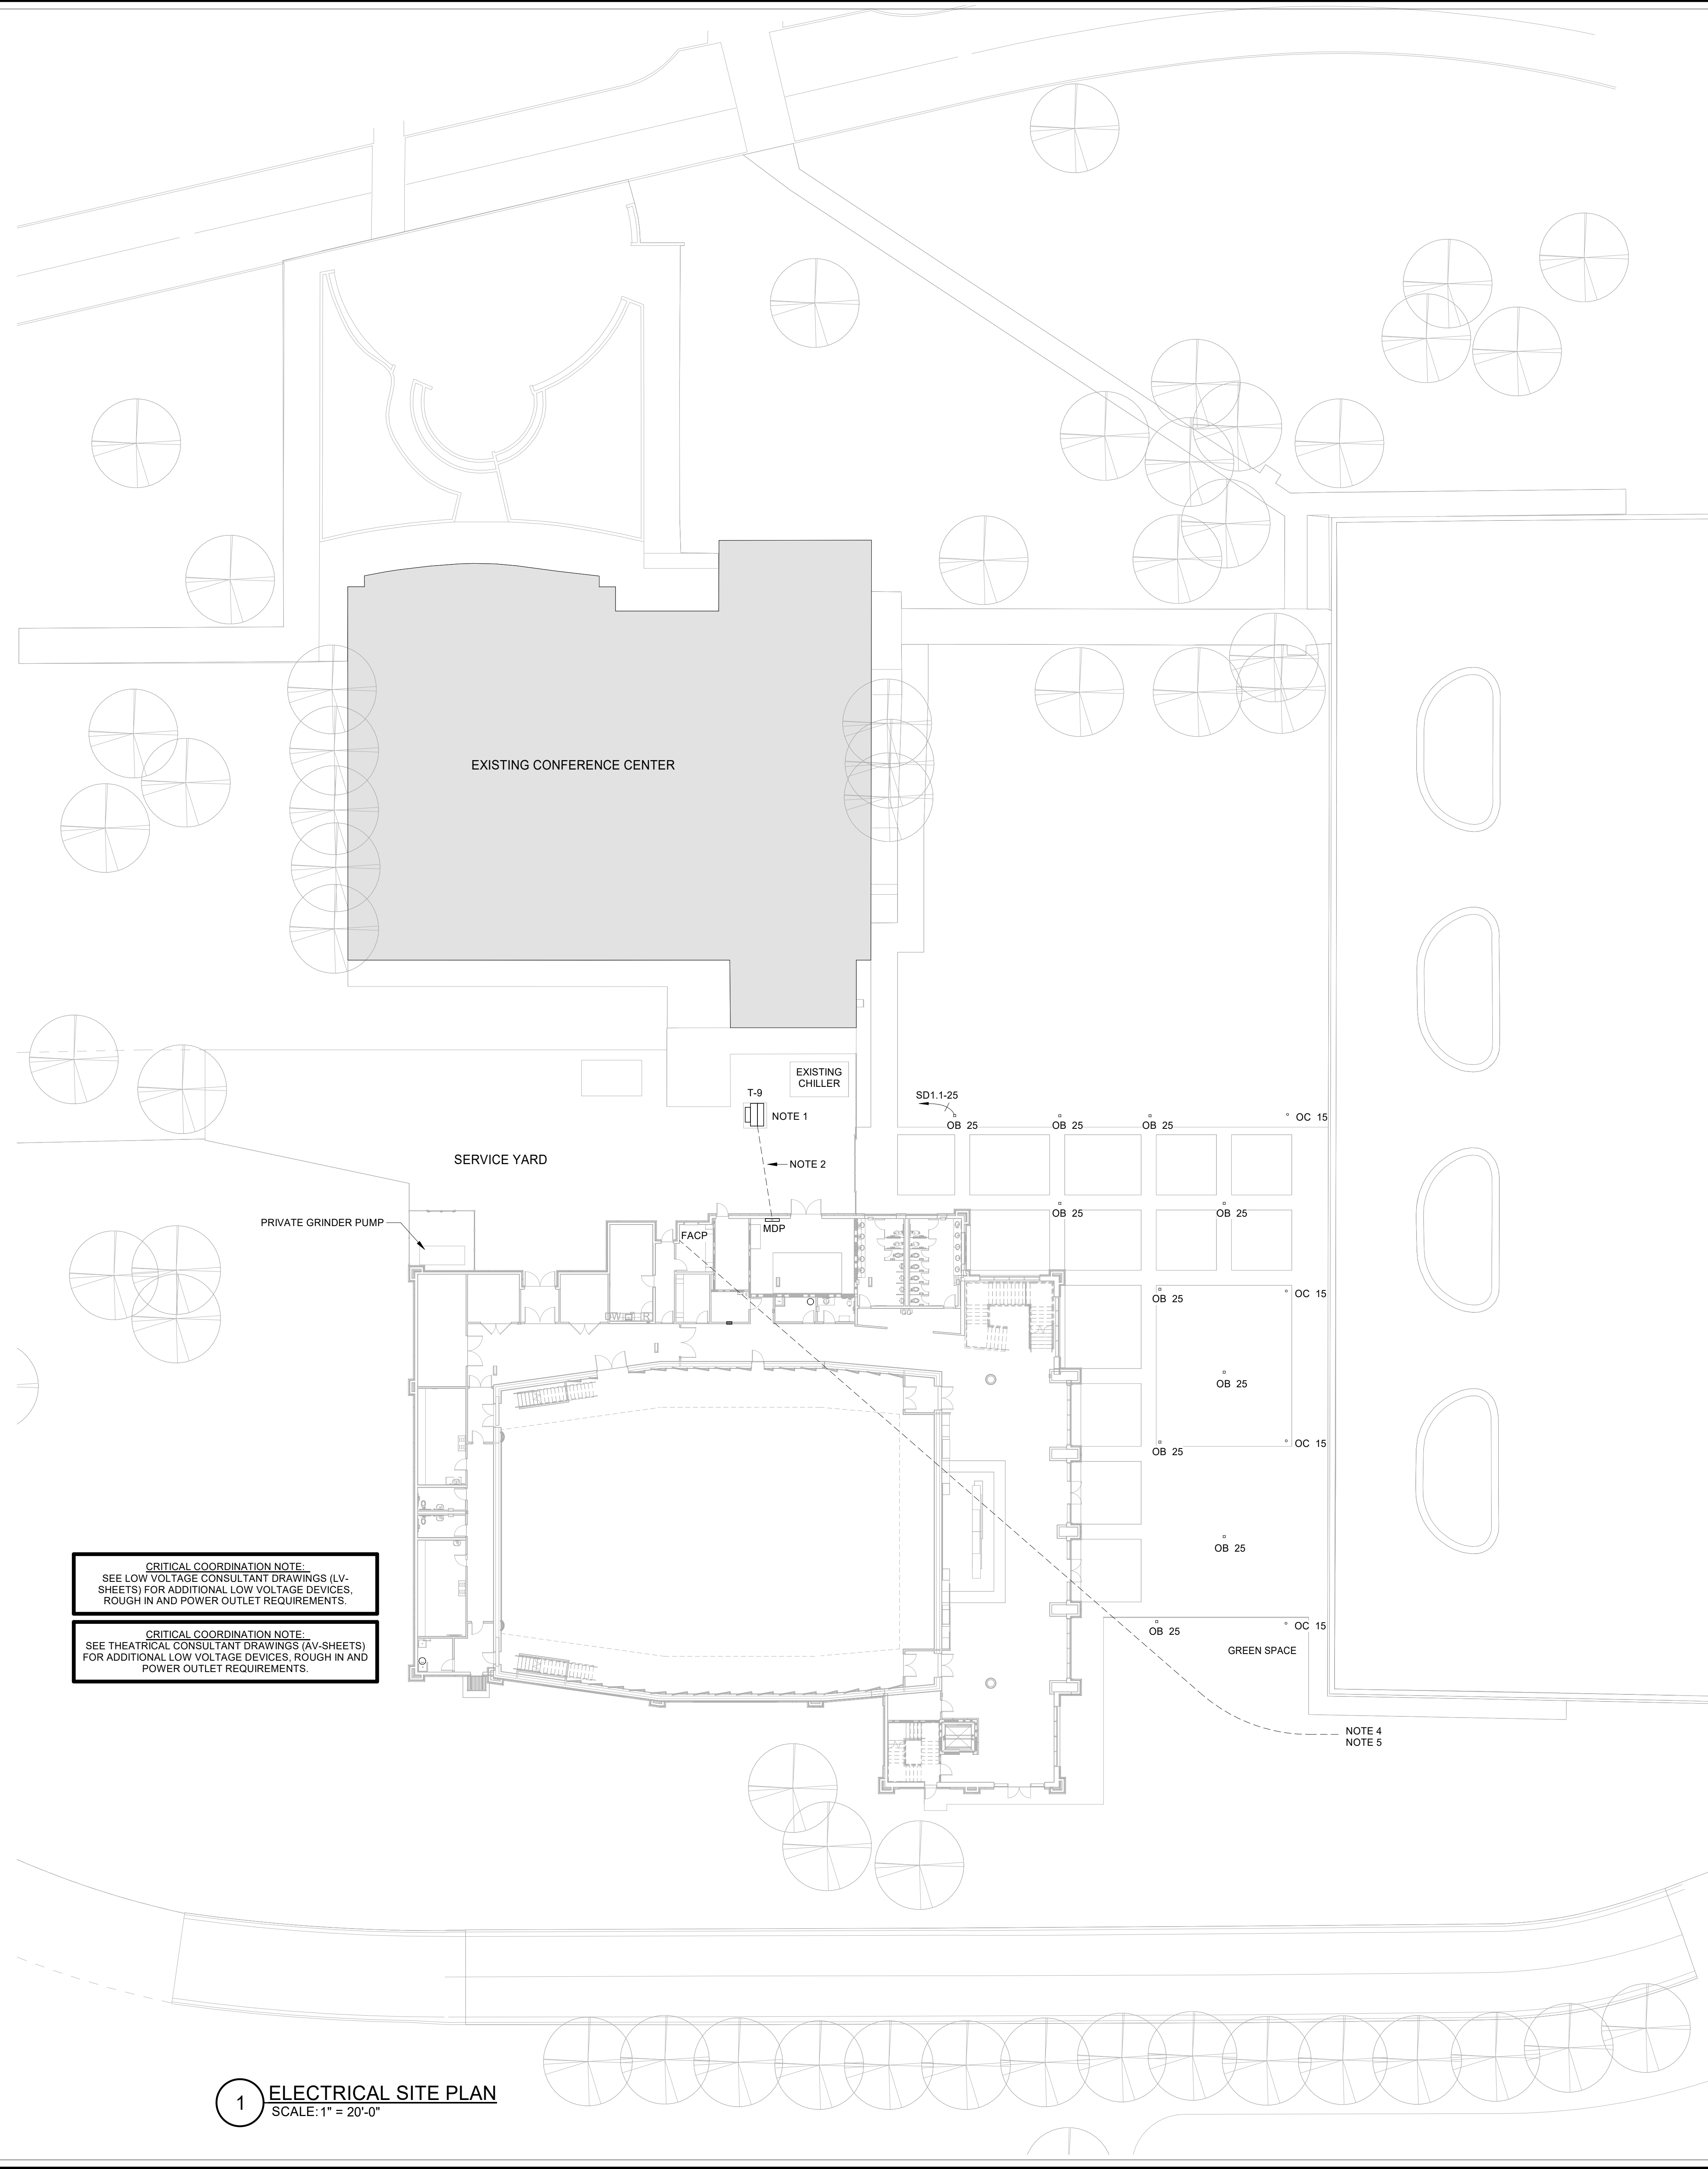 EXISTING CONFERENCE CENTER
EXISTING
CHILLER
T-9
NOTE 1
SD1.1-25
OB 25
OB 25
OB 25
OC 15
SERVICE YARD
NOTE 2
PRIVATE GRINDER PUMP
FACP
MDP
OB 25
OB 25
OB 25
OC 15
OB 25
OB 25
OC 15
OB 25
OB 25
OC 15
GREEN SPACE
CRITICAL COORDINATION NOTE:
SEE LOW VOLTAGE CONSULTANT DRAWINGS (LV-
SHEETS) FOR ADDITIONAL LOW VOLTAGE DEVICES,
ROUGH IN AND POWER OUTLET REQUIREMENTS.
CRITICAL COORDINATION NOTE:
SEE THEATRICAL CONSULTANT DRAWINGS (AV-SHEETS)
FOR ADDITIONAL LOW VOLTAGE DEVICES, ROUGH IN AND
POWER OUTLET REQUIREMENTS.
NOTE 4
NOTE 5
1
ELECTRICAL SITE PLAN
SCALE: 1" = 20'-0"